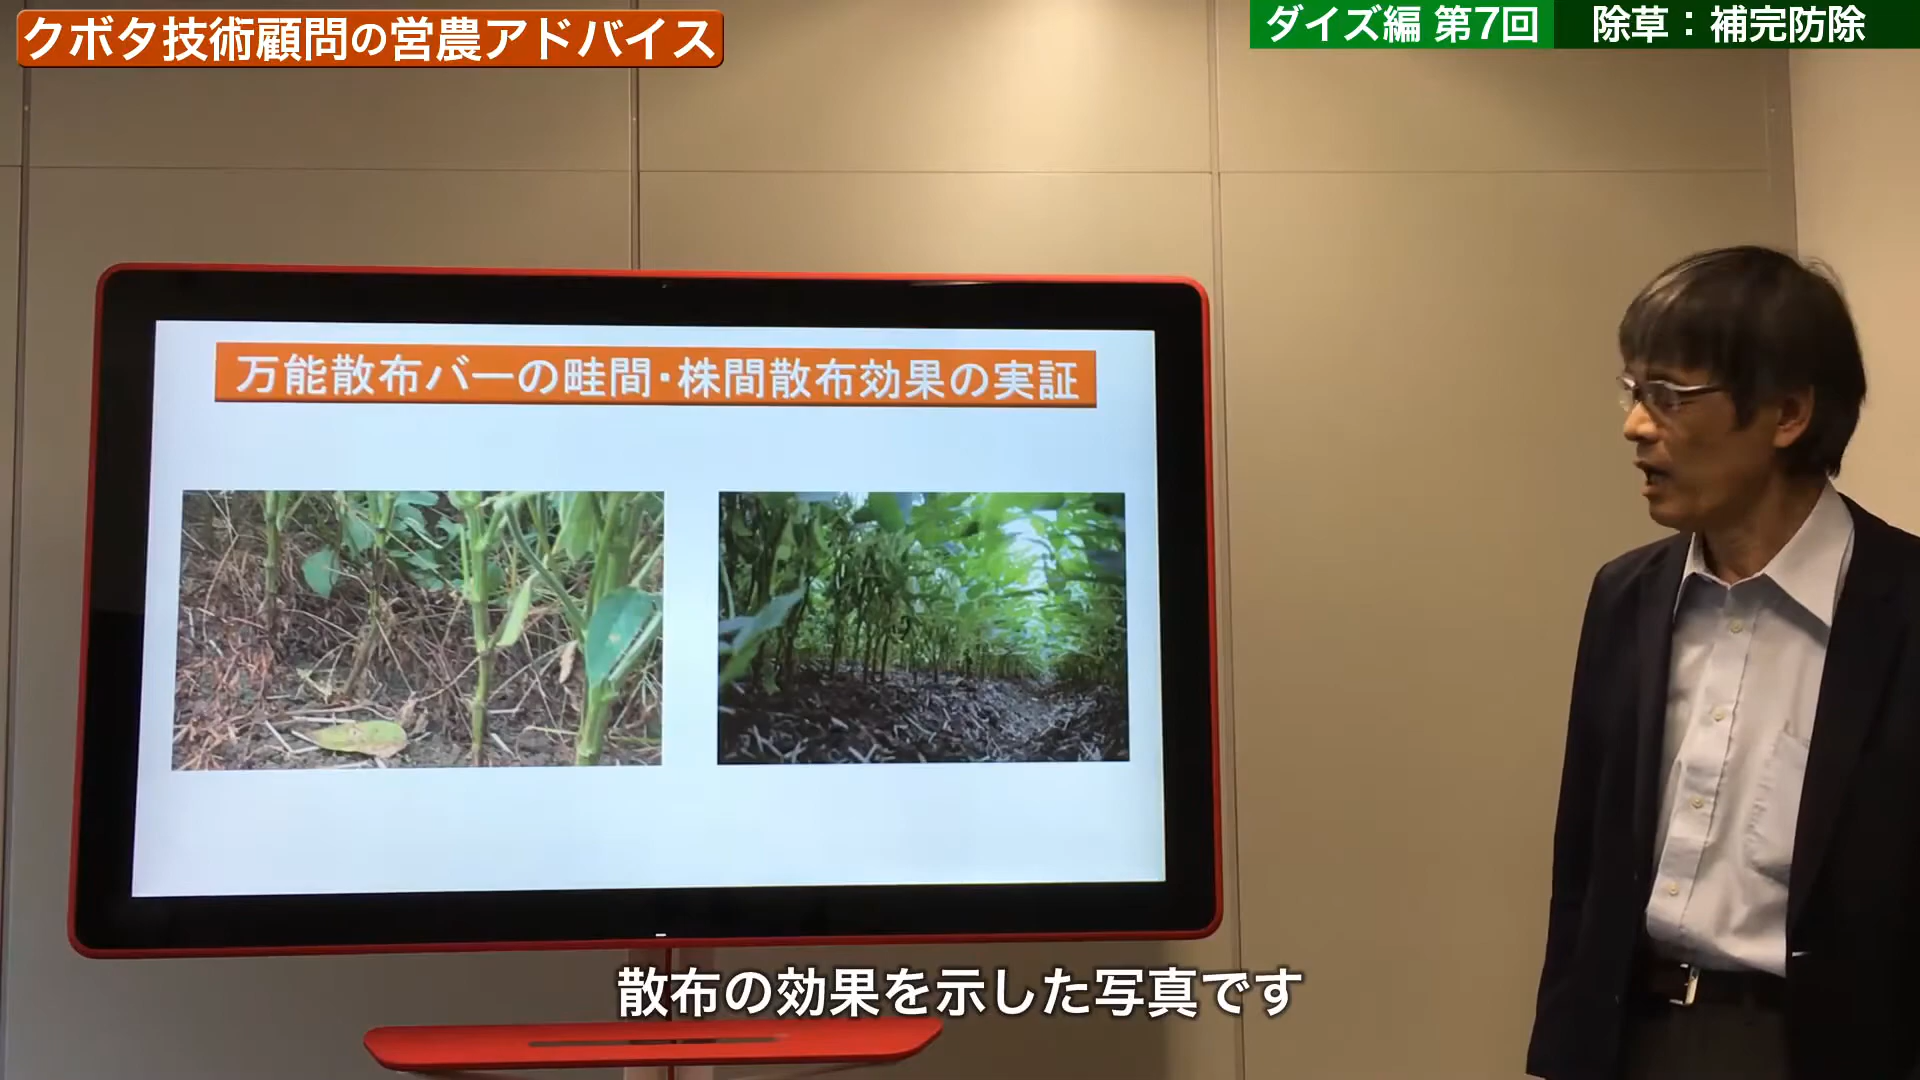 クボタ技術顧問の営農アドバイス
ダイズ編 第7回 除草：補完防除
万能散布バーの畦間・株間散布効果の実証
散布の効果を示した写真です